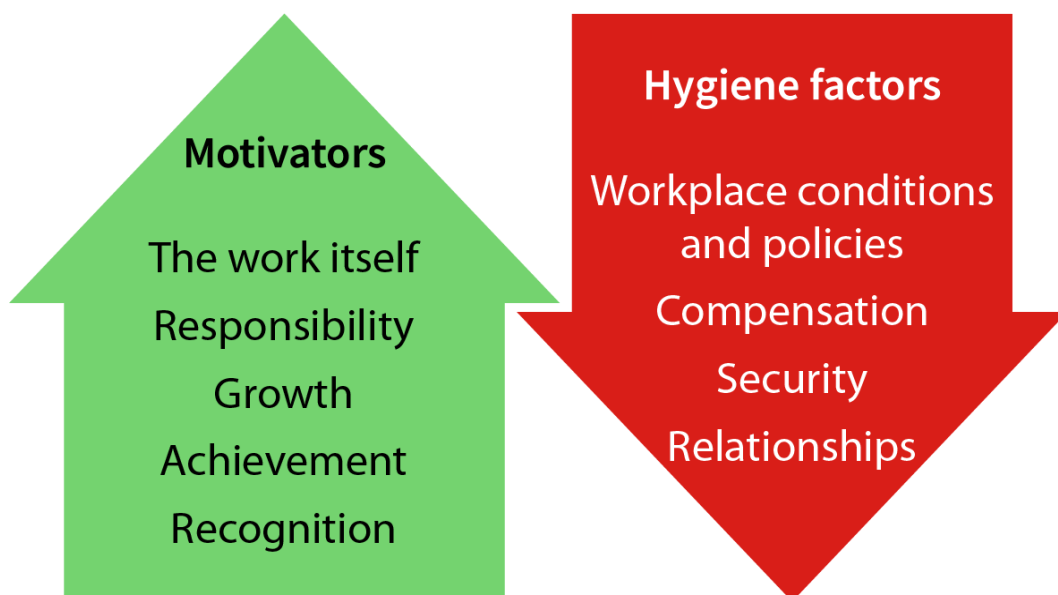 Motivators
The work itself
Responsibility
Growth
Achievement
Recognition
Hygiene factors
Workplace conditions
and policies
Compensation
Security
Relationships